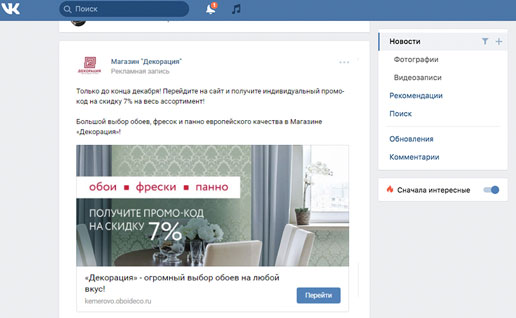 Поиск
1
ДЕКОРАЦИЯ
Магазин "Декорация"
Рекламная запись
Только до конца декабря! Перейдите на сайт и получите индивидуальный промо-
код на скидку 7% на весь ассортимент!
Большой выбор обоев, фресок и панно европейского качества в Магазине
«Декорация»!
обои фрески панно
ПОЛУЧИТЕ ПРОМО-КОД
НА СКИДКУ 7%
«Декорация» - огромный выбор обоев на любой
вкус!
kemerovo.oboideco.ru
Перейти
Новости
Фотографии
Видеозаписи
Рекомендации
Поиск
Обновления
Комментарии
Сначала интересные